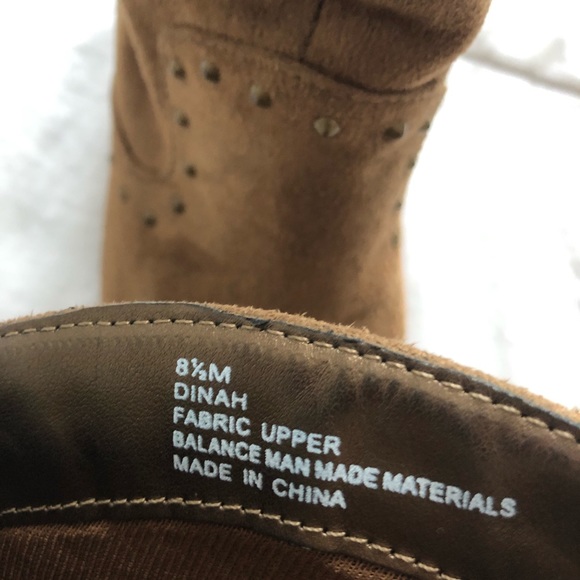 8½M
DINAH
FABRIC UPPER
BALANCE MAN MADE MATERIALS
MADE IN CHINA